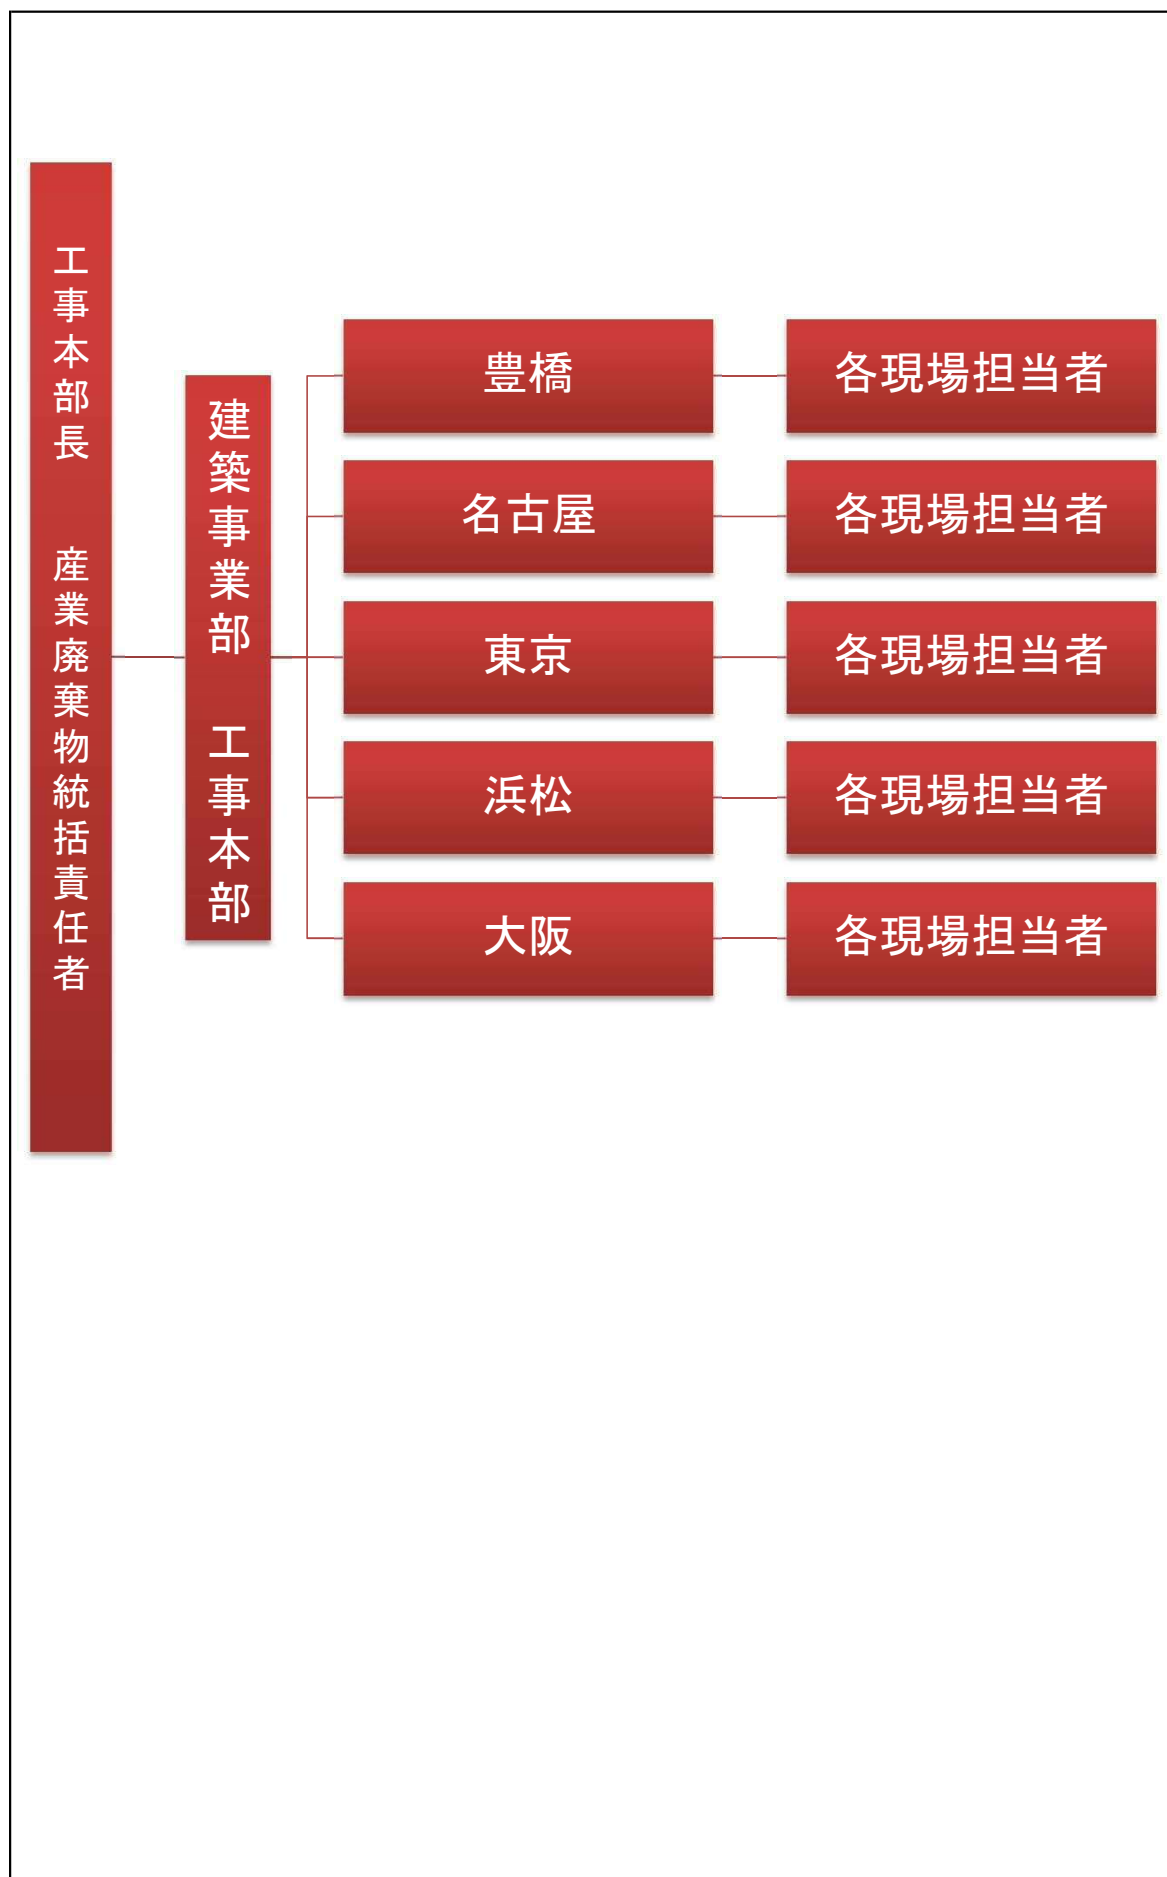 工事本部長　産業廃棄物統括責任者
建築事業部　工事本部
豊橋
各現場担当者
名古屋
各現場担当者
東京
各現場担当者
浜松
各現場担当者
大阪
各現場担当者